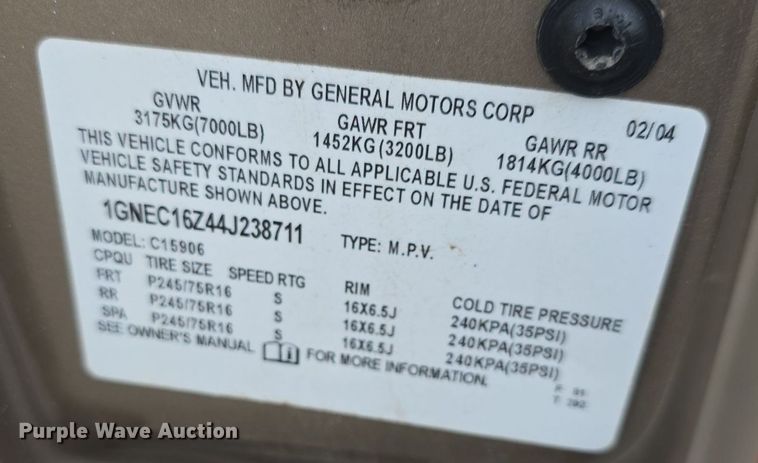 VEH. MFD BY GENERAL MOTORS CORP 02/04
GVWR GAWR FRT GAWR RR
3175KG(7000LB) 1452KG(3200LB) 1814KG(4000LB)
THIS VEHICLE CONFORMS TO ALL APPLICABLE U.S. FEDERAL MOTOR
VEHICLE SAFETY STANDARDS IN EFFECT ON THE DATE OF
MANUFACTURE SHOWN ABOVE.
1GNEC16Z44J238711 TYPE: M.P.V.
MODEL: C15906
CPQU TIRE SIZE SPEED RTG RIM COLD TIRE PRESSURE
FRT P245/75R16 S 16X6.5J 240KPA(35PSI)
RR P245/75R16 S 16X6.5J 240KPA(35PSI)
SPA P245/75R16 S 16X6.5J 240KPA(35PSI)
SEE OWNER'S MANUAL FOR MORE INFORMATION.
Purple Wave Auction